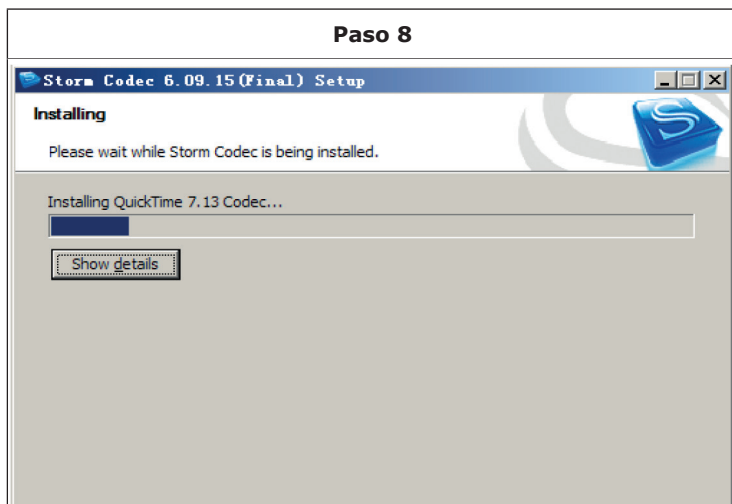 Paso 8
Storm Codec 6.09.15(Final) Setup
Installing
Please wait while Storm Codec is being installed.
Installing QuickTime 7.13 Codec...
Show details